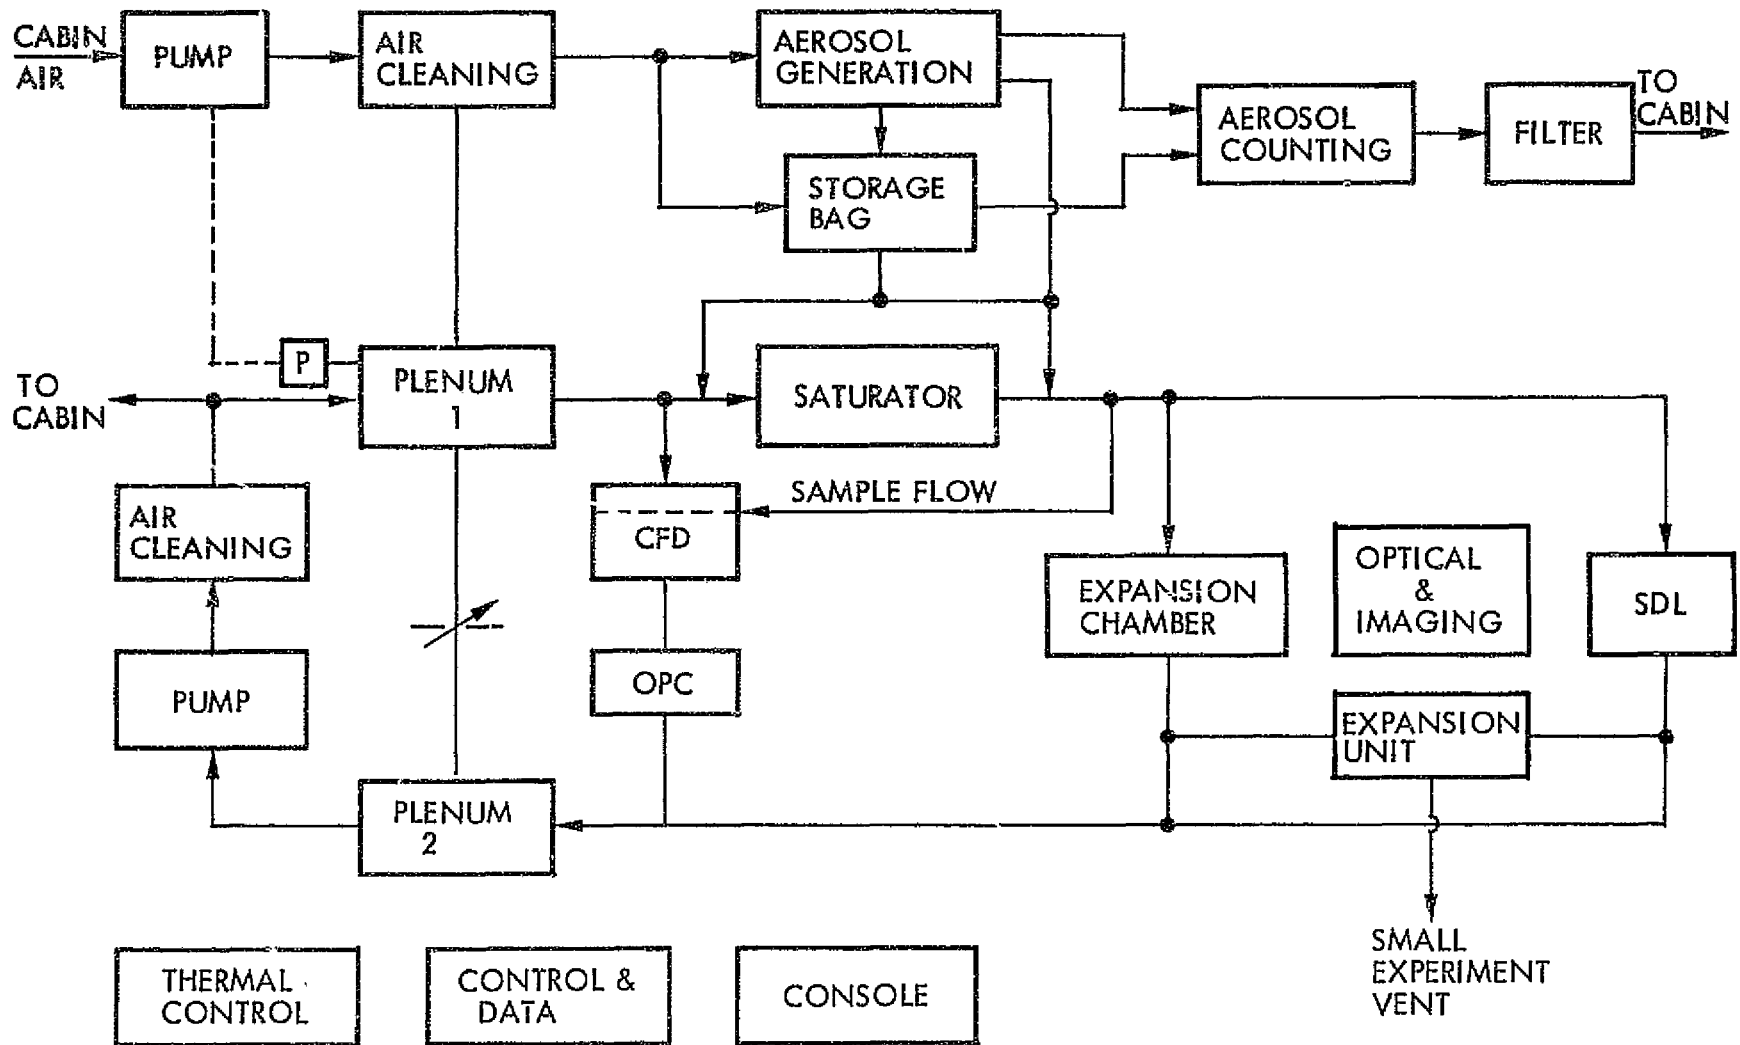 CABIN
AIR
PUMP
AIR
CLEANING
AEROSOL
GENERATION
AEROSOL
COUNTING
FILTER
TO
CABIN
STORAGE
BAG
P
PLENUM
1
SATURATOR
TO
CABIN
AIR
CLEANING
SAMPLE FLOW
CFD
EXPANSION
CHAMBER
OPTICAL
&
IMAGING
SDL
PUMP
OPC
EXPANSION
UNIT
PLENUM
2
SMALL
EXPERIMENT
VENT
THERMAL
CONTROL
CONTROL &
DATA
CONSOLE